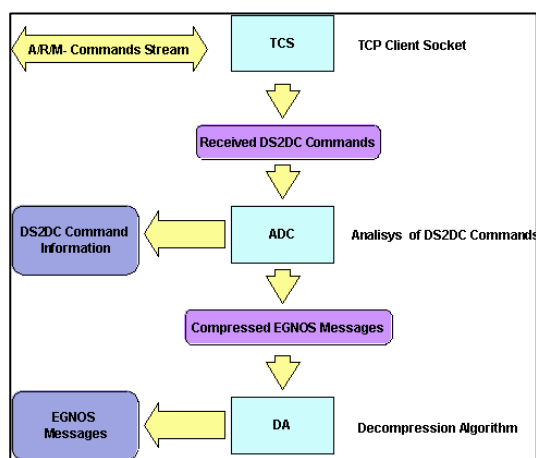 A/R/M- Commands Stream
TCS
TCP Client Socket
Received DS2DC Commands
DS2DC Command
Information
ADC
Analisys of DS2DC Commands
Compressed EGNOS Messages
EGNOS
Messages
DA
Decompression Algorithm